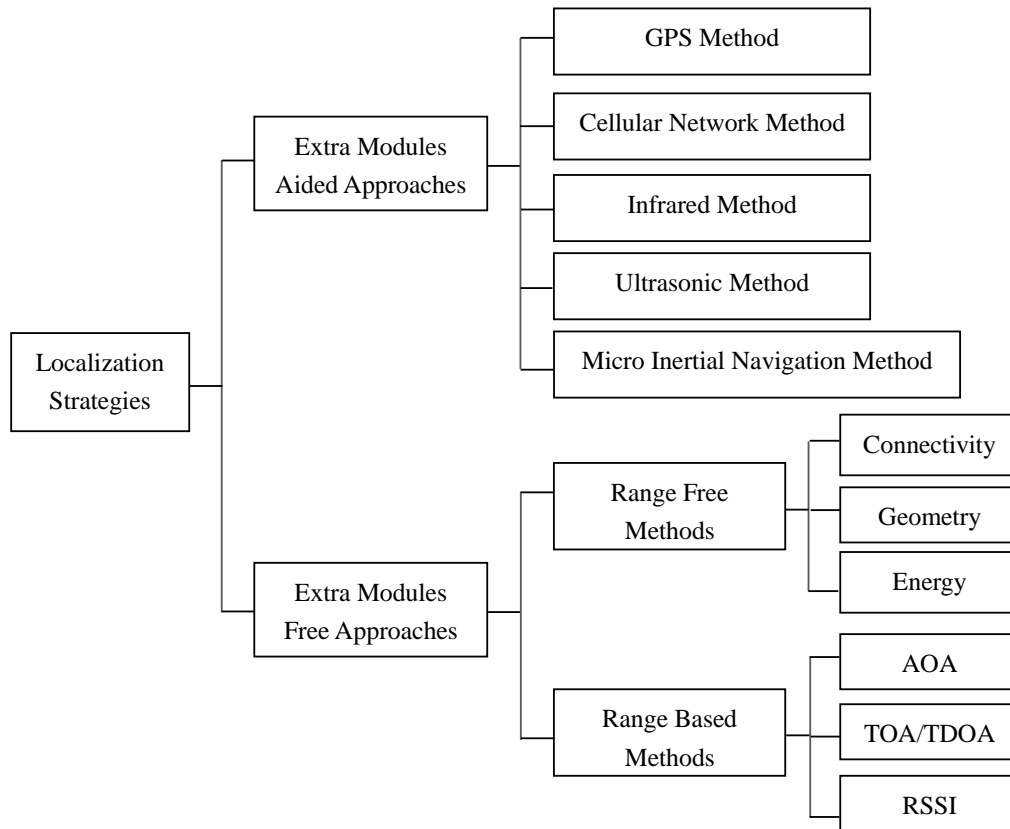 GPS Method
Cellular Network Method
Extra Modules
Aided Approaches
Infrared Method
Ultrasonic Method
Localization
Strategies
Micro Inertial Navigation Method
Connectivity
Range Free
Methods
Geometry
Energy
Extra Modules
Free Approaches
AOA
Range Based
Methods
TOA/TDOA
RSSI